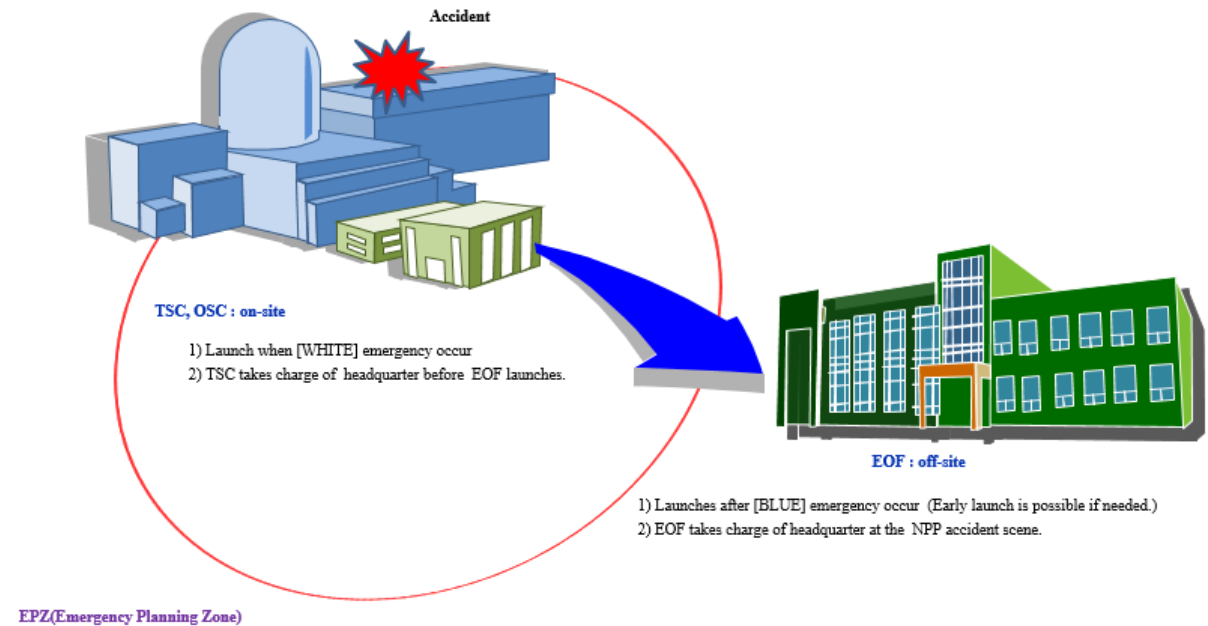 Accident
TSC, OSC : on-site
1) Launch when [WHITE] emergency occur
2) TSC takes charge of headquarter before EOF launches.
EOF : off-site
1) Launches after [BLUE] emergency occur (Early launch is possible if needed.)
2) EOF takes charge of headquarter at the NPP accident scene.
EPZ(Emergency Planning Zone)